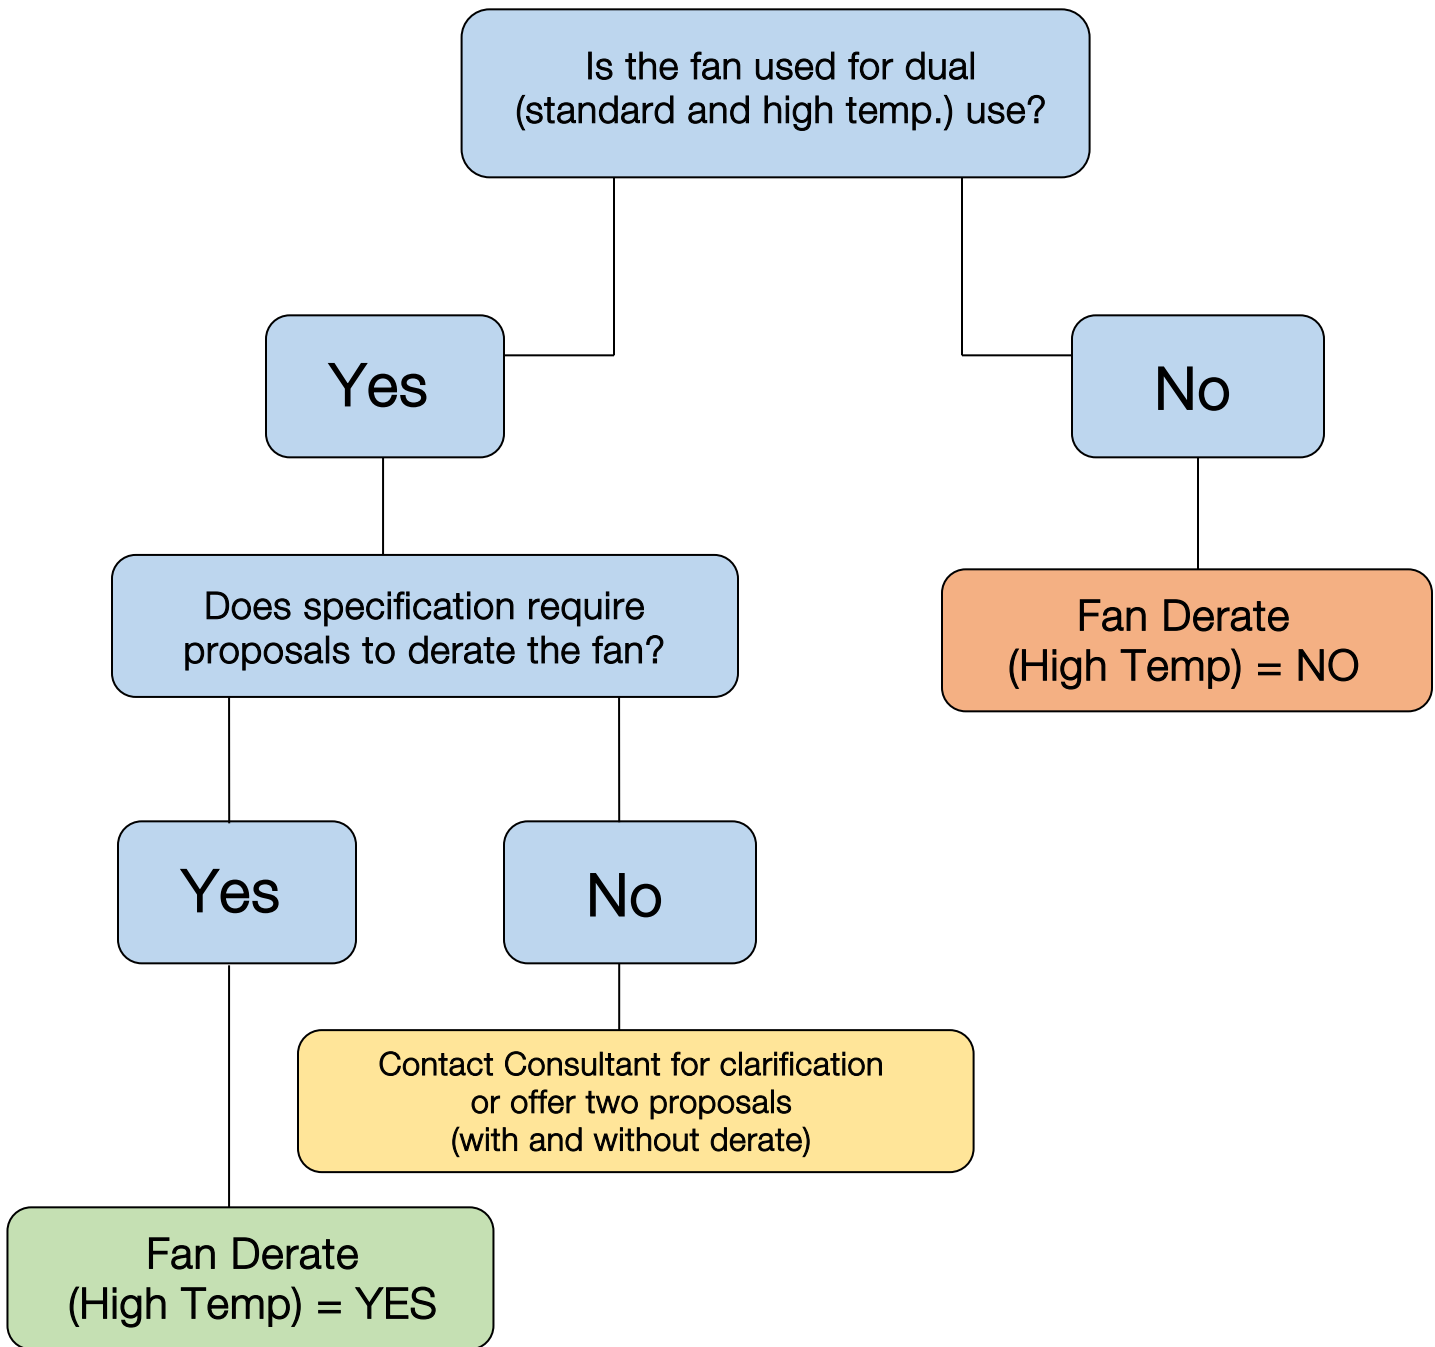 Is the fan used for dual
(standard and high temp.) use?
Yes
No
Does specification require
proposals to derate the fan?
Fan Derate
(High Temp) = NO
Yes
No
Contact Consultant for clarification
or offer two proposals
(with and without derate)
Fan Derate
(High Temp) = YES